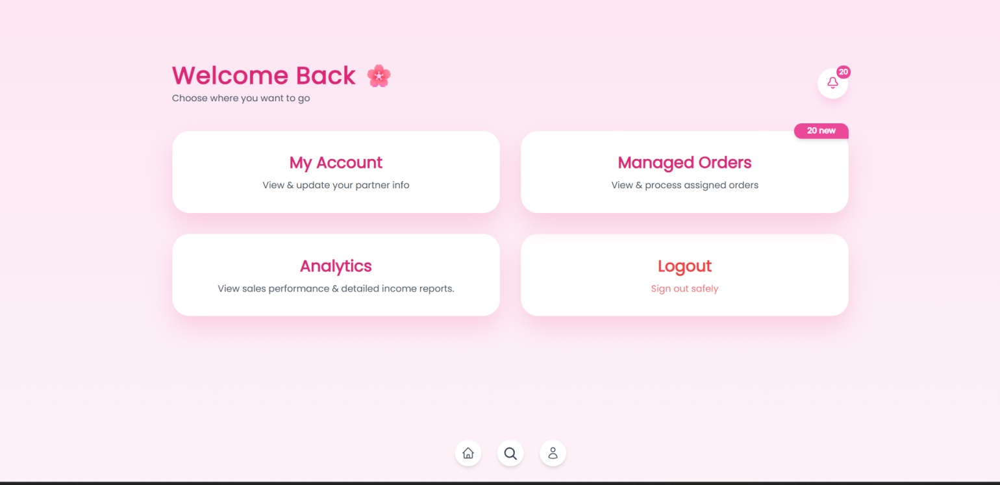 Welcome Back 🌸
20
Choose where you want to go
20 new
My Account
View & update your partner info
Managed Orders
View & process assigned orders
Analytics
View sales performance & detailed income reports.
Logout
Sign out safely